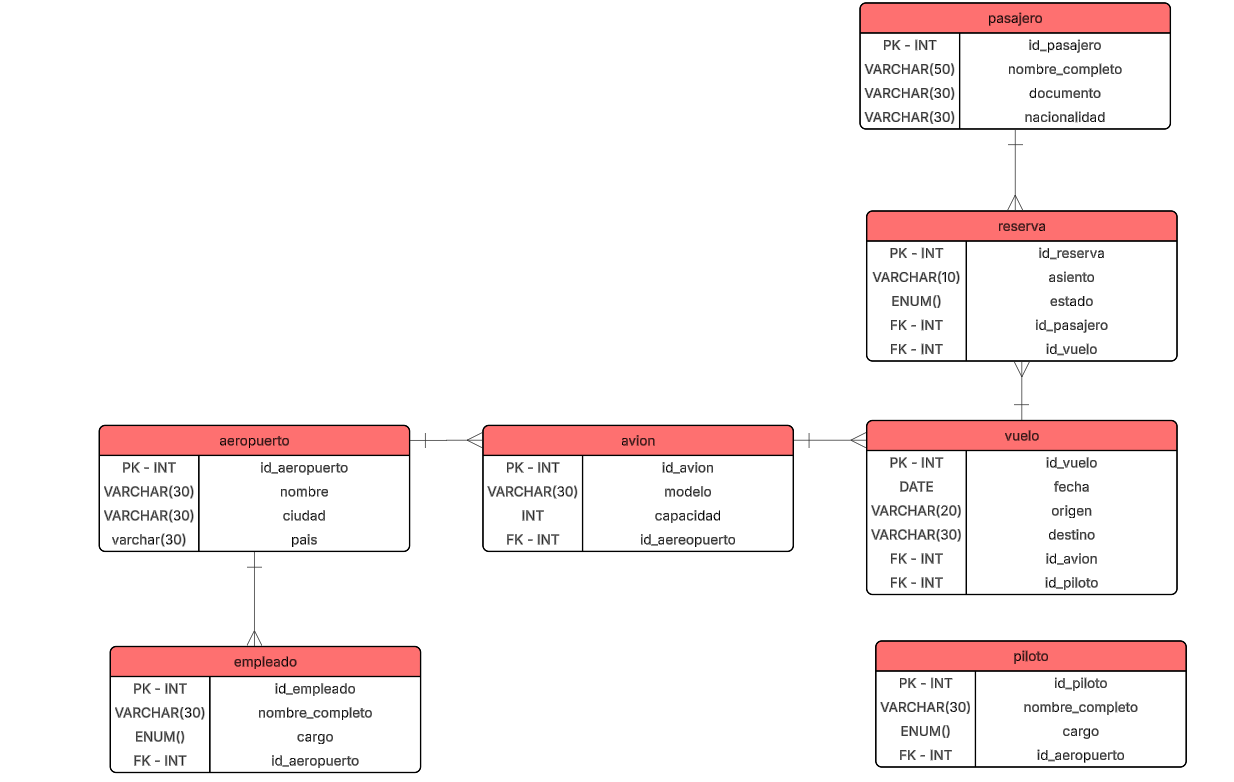 pasajero
PK - INT id_pasajero
VARCHAR(50) nombre_completo
VARCHAR(30) documento
VARCHAR(30) nacionalidad
reserva
PK - INT id_reserva
VARCHAR(10) asiento
ENUM() estado
FK - INT id_pasajero
FK - INT id_vuelo
aeropuerto
PK - INT id_aeropuerto
VARCHAR(30) nombre
VARCHAR(30) ciudad
varchar(30) pais
avion
PK - INT id_avion
VARCHAR(30) modelo
INT capacidad
FK - INT id_aereopuerto
vuelo
PK - INT id_vuelo
DATE fecha
VARCHAR(20) origen
VARCHAR(30) destino
FK - INT id_avion
FK - INT id_piloto
empleado
PK - INT id_empleado
VARCHAR(30) nombre_completo
ENUM() cargo
FK - INT id_aeropuerto
piloto
PK - INT id_piloto
VARCHAR(30) nombre_completo
ENUM() cargo
FK - INT id_aeropuerto